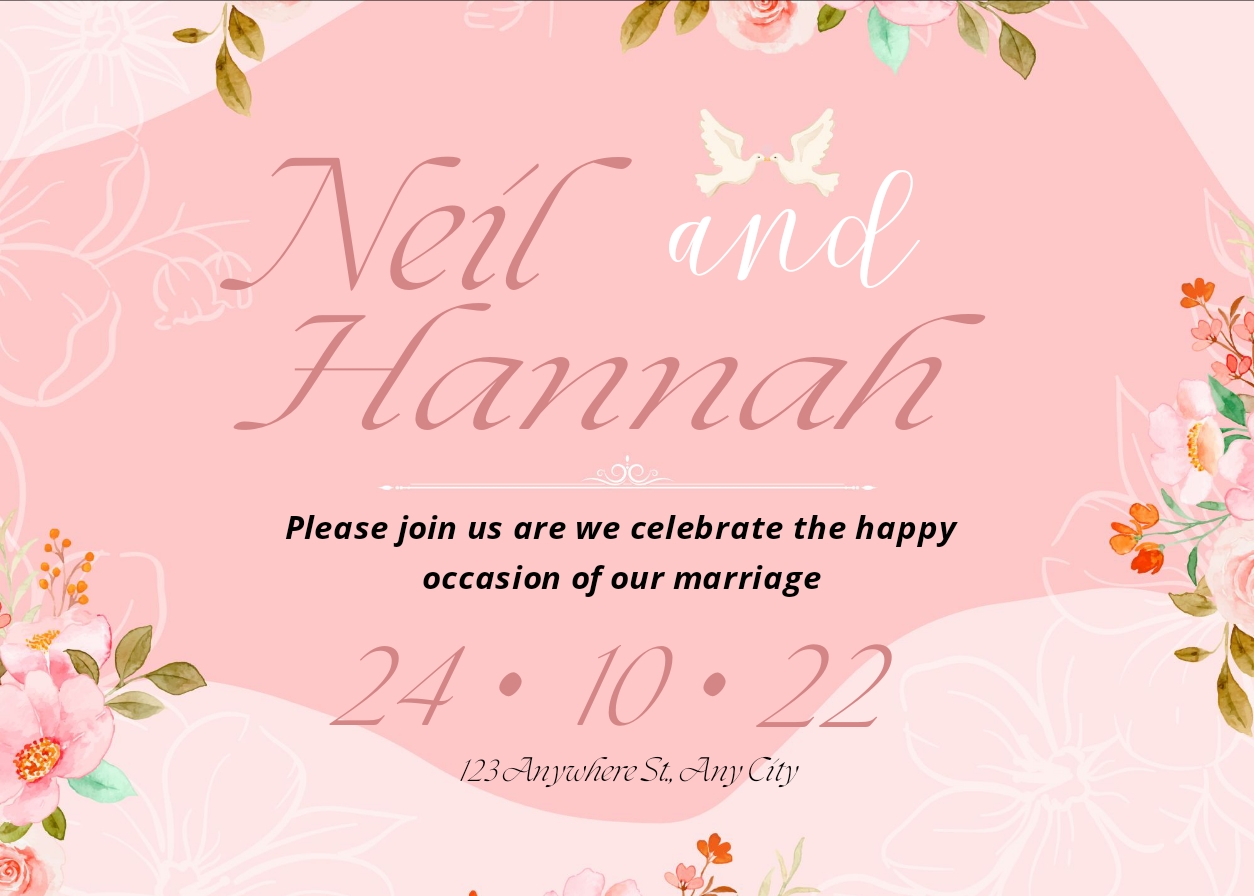 Neil and
Hannah
Please join us are we celebrate the happy
occasion of our marriage
24 • 10 • 22
123 Anywhere St., Any City